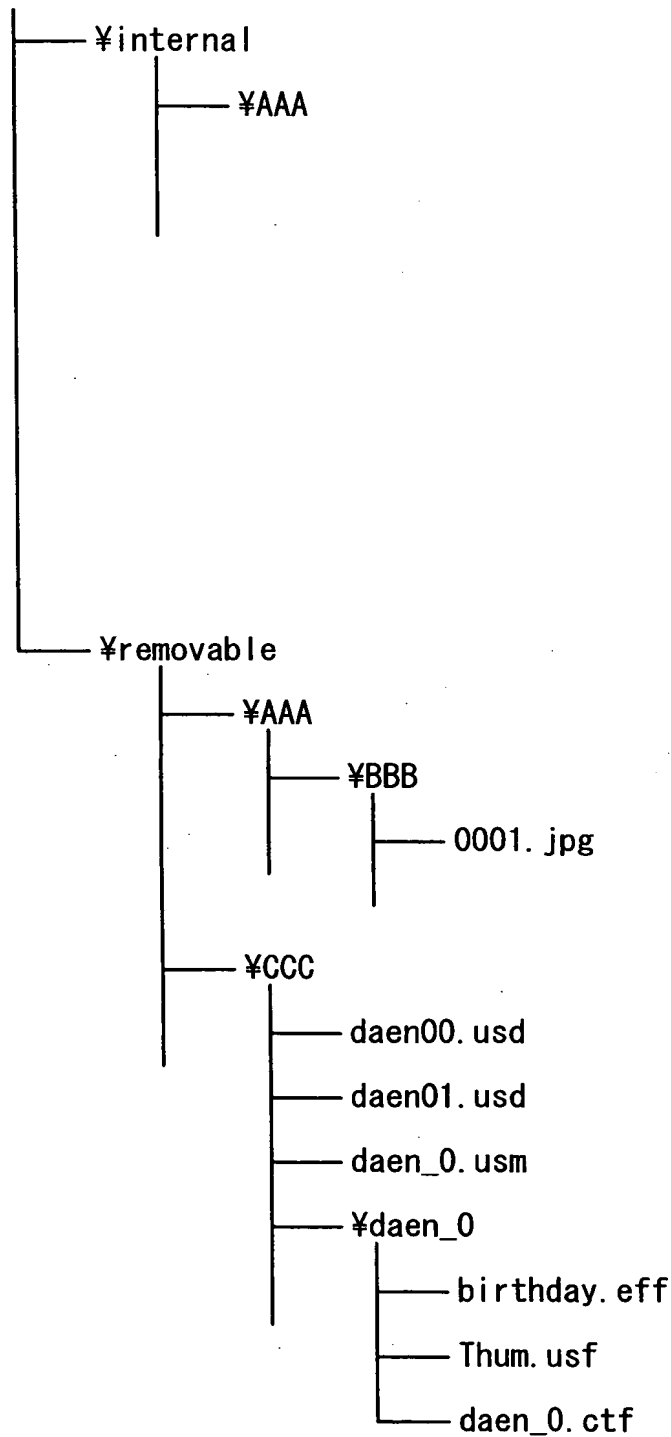 ¥internal
¥AAA
¥removable
¥AAA
¥BBB
0001.jpg
¥CCC
daen00.usd
daen01.usd
daen_0.usm
¥daen_0
birthday.eff
Thum.usf
daen_0.ctf